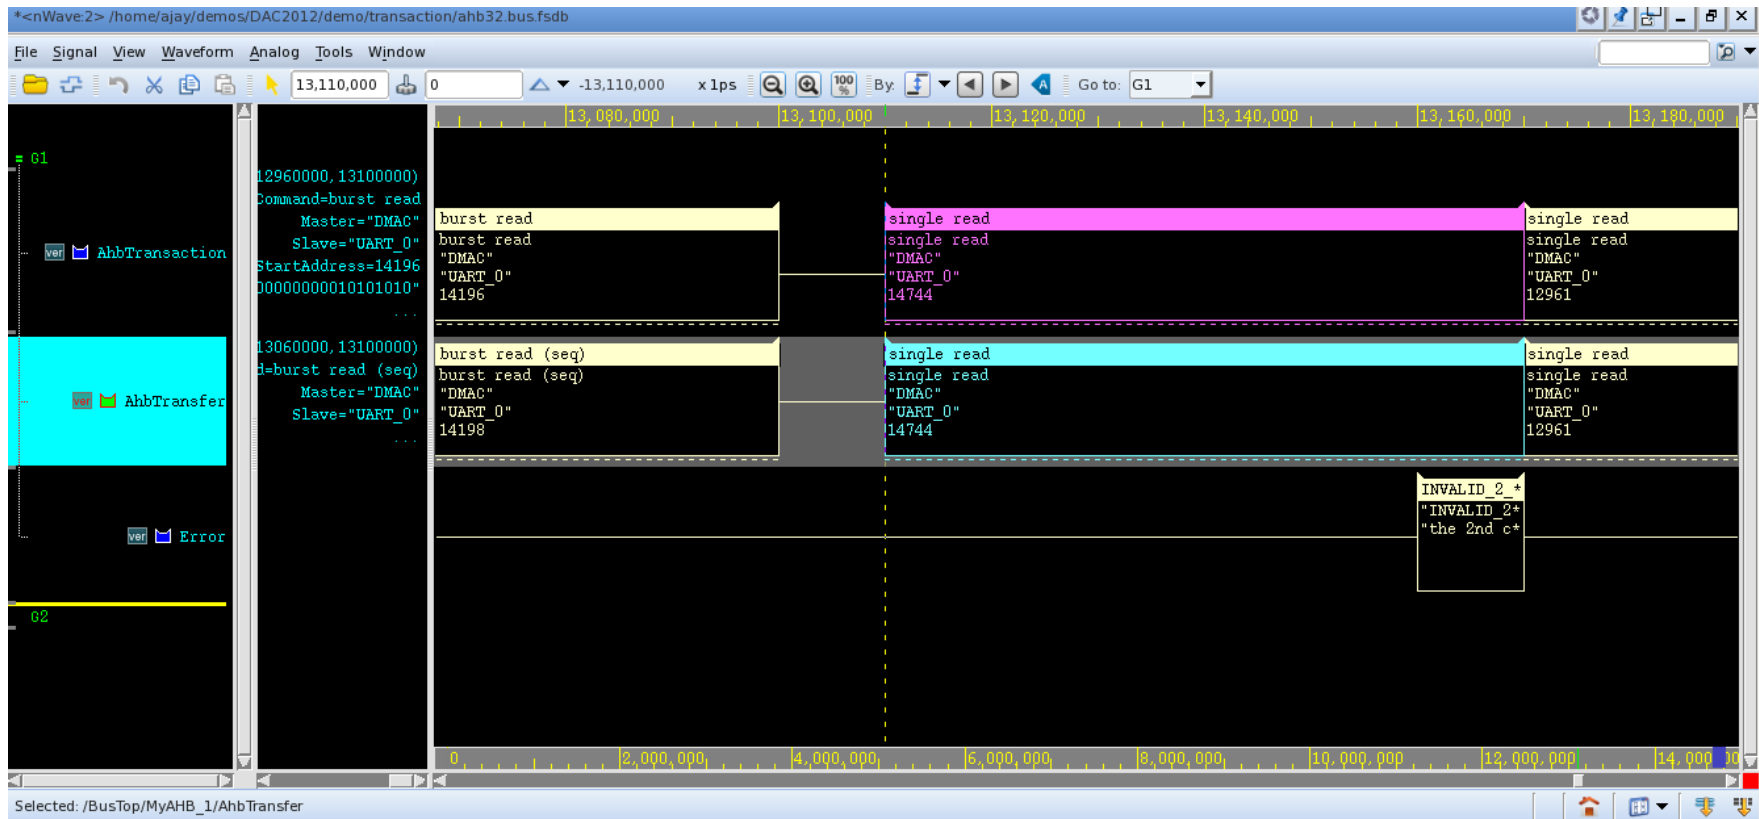 *<nWave:2> /home/ajay/demos/DAC2012/demo/transaction/ahb32.bus.fsdb
File Signal View Waveform Analog Tools Window
13,110,000 0 -13,110,000 x 1ps 100 % By: Go to: G1
13,080,000 13,100,000 13,120,000 13,140,000 13,160,000 13,180,000
G1
12960000,13100000)
Command=burst read
Master="DMAC"
Slave="UART_0"
StartAddress=14196
00000000010101010"
...
ver AhbTransaction
burst read
burst read
"DMAC"
"UART_0"
14196
single read
single read
"DMAC"
"UART_0"
14744
single read
single read
"DMAC"
"UART_0"
12961
13060000,13100000)
d=burst read (seq)
Master="DMAC"
Slave="UART_0"
...
ver AhbTransfer
burst read (seq)
burst read (seq)
"DMAC"
"UART_0"
14198
single read
single read
"DMAC"
"UART_0"
14744
single read
single read
"DMAC"
"UART_0"
12961
ver Error
INVALID_2_*
"INVALID_2*
"the 2nd c*
G2
0 2,000,000 4,000,000 6,000,000 8,000,000 10,000,000 12,000,000 14,000
Selected: /BusTop/MyAHB_1/AhbTransfer